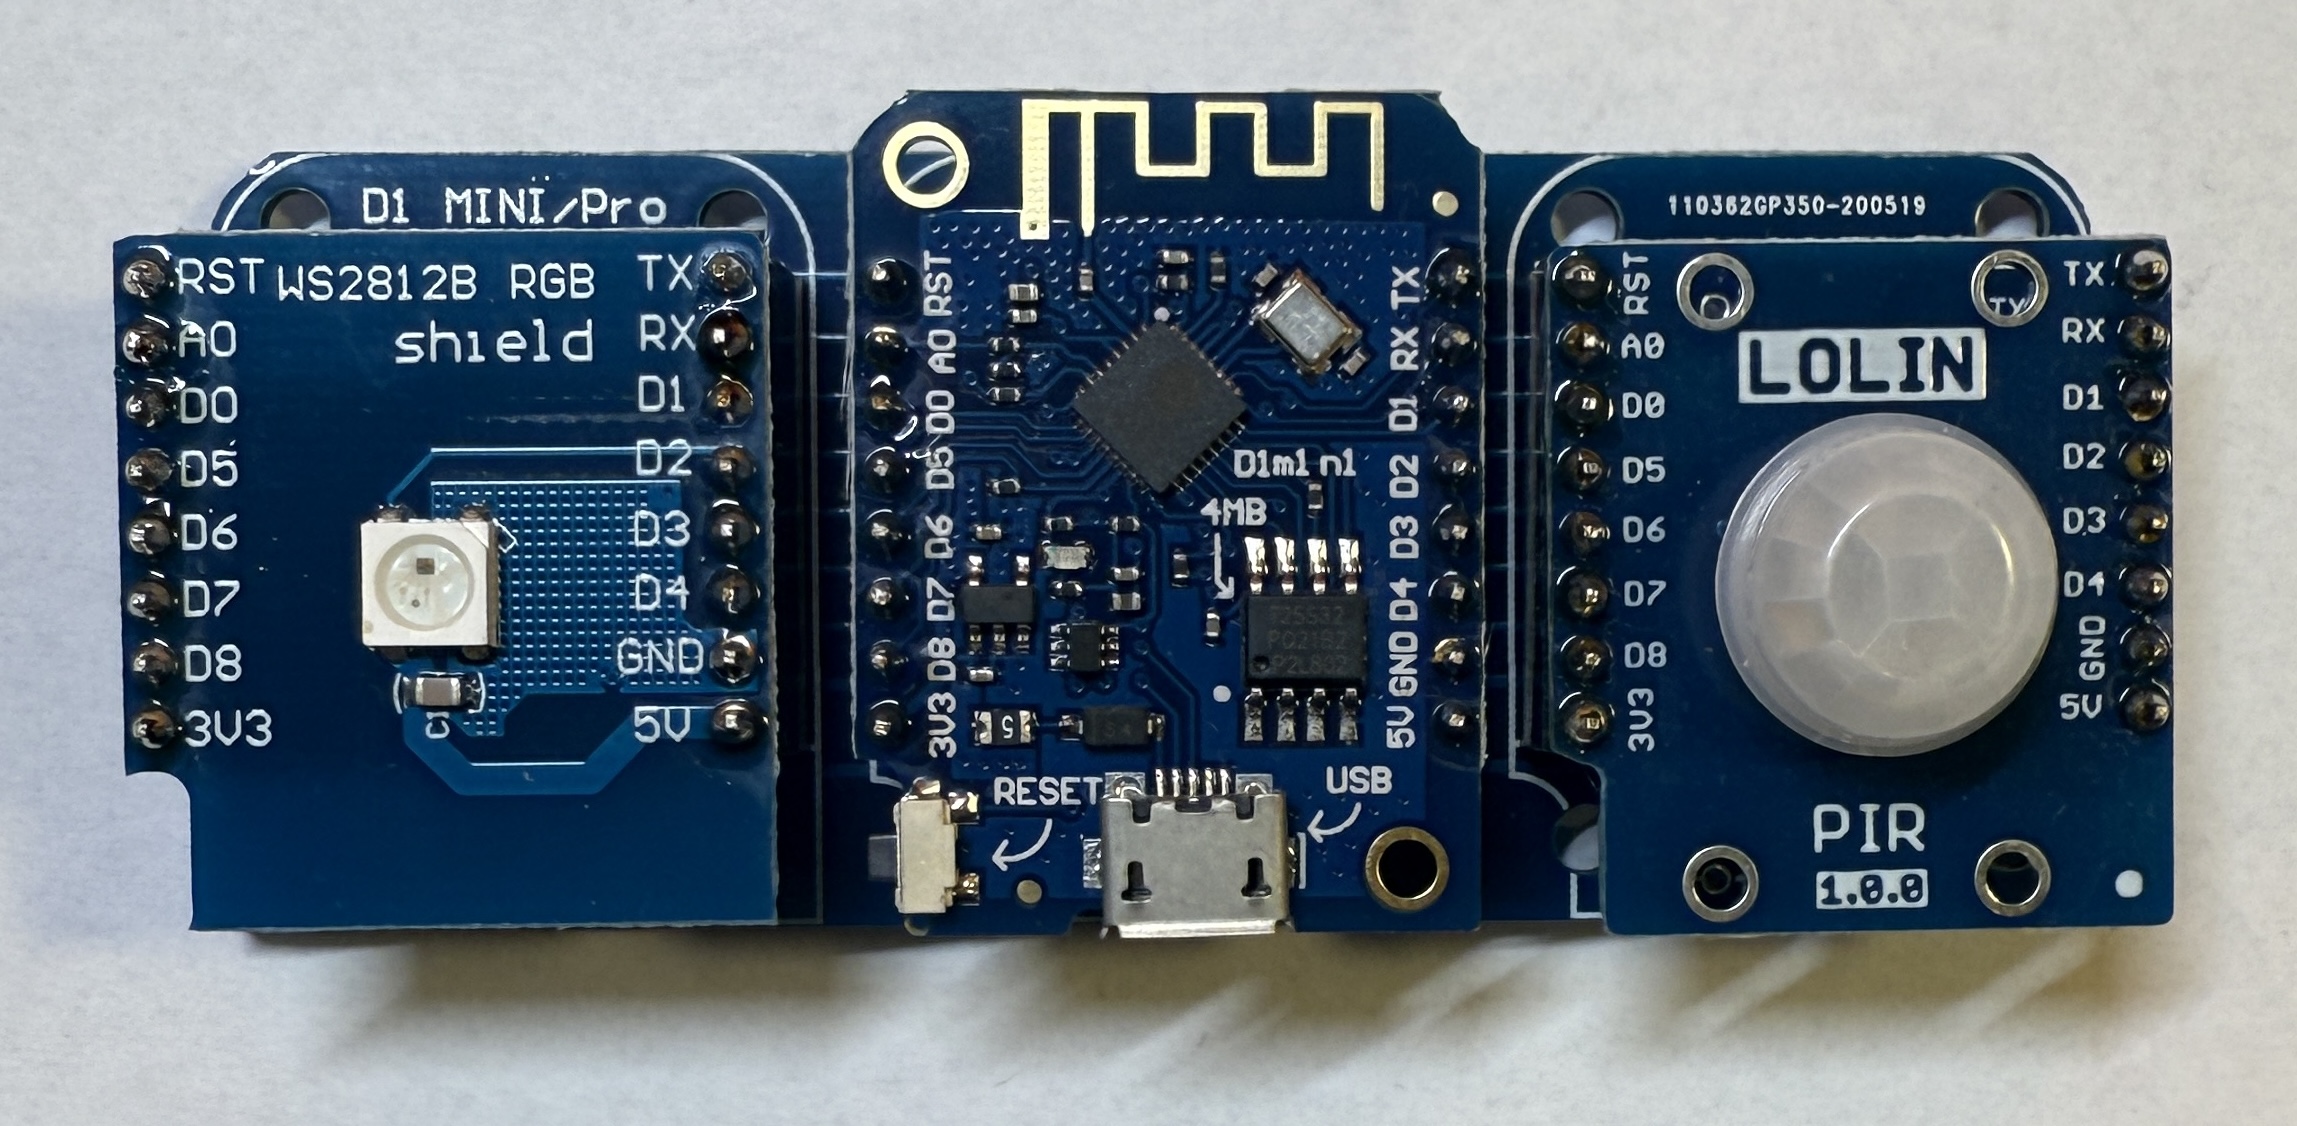 D1 MINI/Pro
RST
WS2812B RGB
shield
A0
D0
D5
D6
D7
D8
3V3
TX
RX
D1
D2
D3
D4
GND
5V
C1
RST
A0
D0
D5
D6
D7
D8
3V3
D1mini
4MB
TX
RX
D1
D2
D3
D4
GND
5V
5
RESET
USB
110362GP350-200519
RST
A0
D0
D5
D6
D7
D8
3V3
TX
LOLIN
PIR
1.0.0
TX
RX
D1
D2
D3
D4
GND
5V